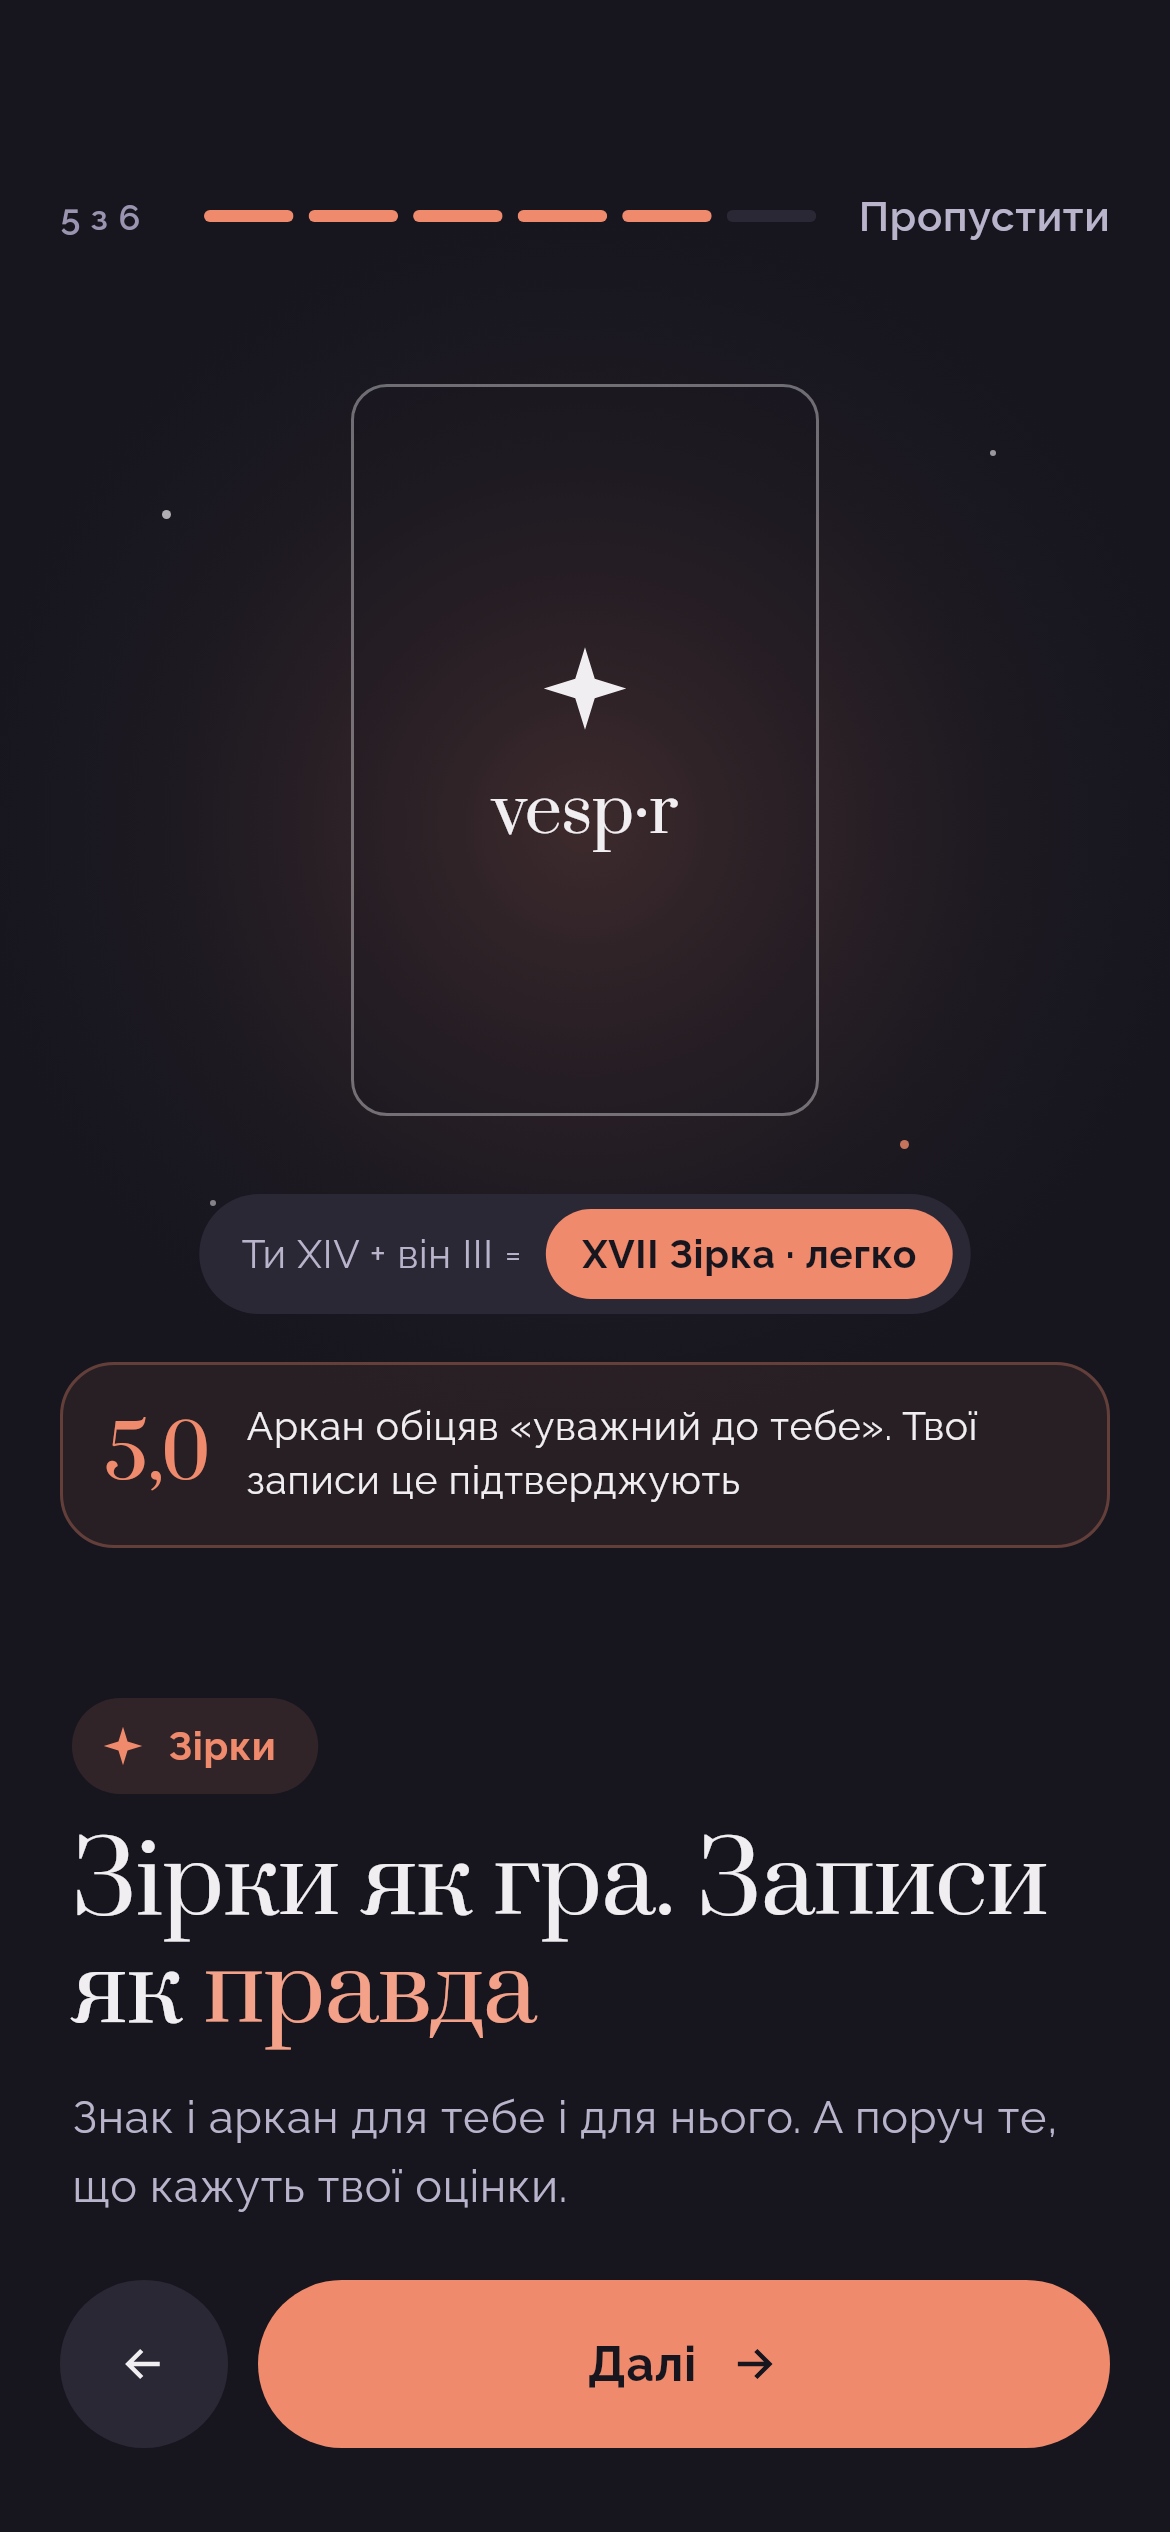 5 з 6
Пропустити
vesp·r
Ти XIV + він III =
XVII Зірка · легко
5,0
Аркан обіцяв «уважний до тебе». Твої
записи це підтверджують
Зірки
Зірки як гра. Записи
як правда
Знак і аркан для тебе і для нього. А поруч те,
що кажуть твої оцінки.
Далі →